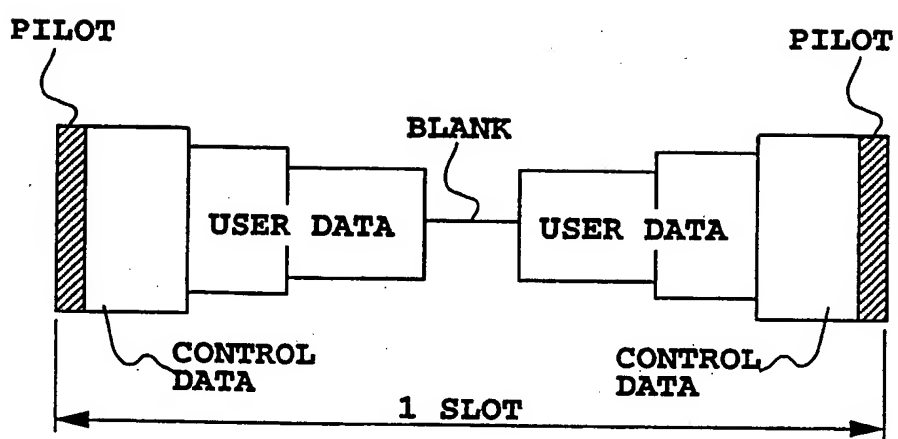 PILOT
PILOT
BLANK
USER DATA
USER DATA
CONTROL
DATA
CONTROL
DATA
1 SLOT